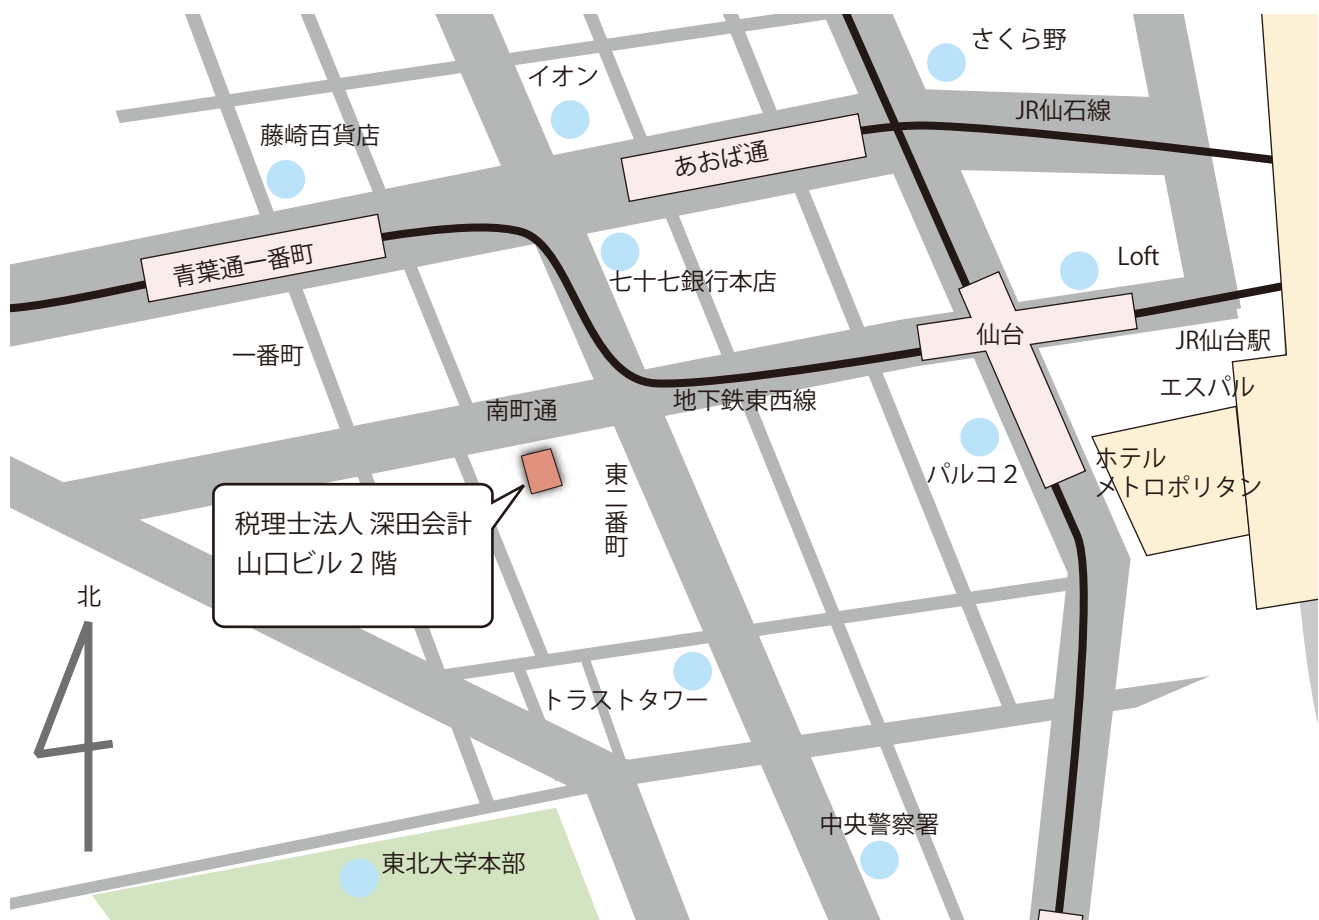 さくら野
イオン
JR仙石線
藤崎百貨店
あおば通
青葉通一番町
Loft
七十七銀行本店
仙台
JR仙台駅
一番町
エスパル
地下鉄東西線
南町通
ホテル
メトロポリタン
パルコ2
東二番町
税理士法人 深田会計
山口ビル 2 階
北
トラストタワー
中央警察署
東北大学本部